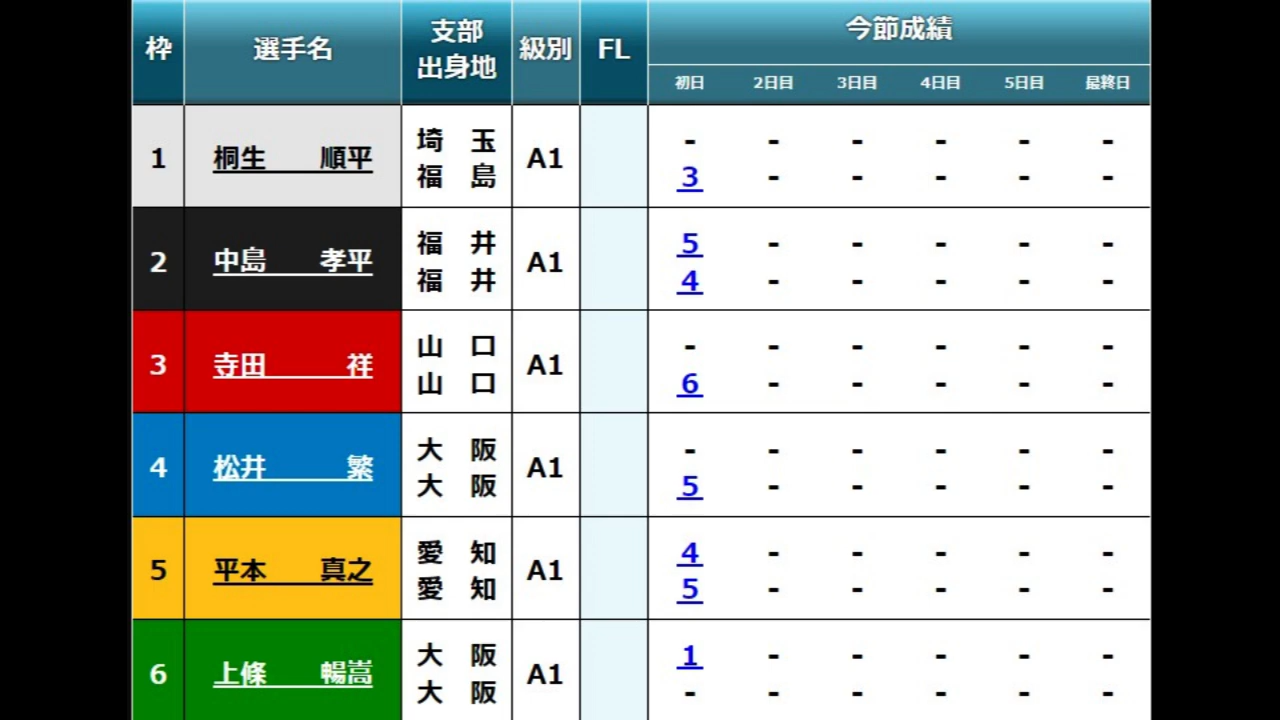 枠 選手名 支部 出身地 級別 FL 今節成績
初日 2日目 3日目 4日目 5日目 最終日
1 桐生 順平 埼玉 A1 - - - - - -
福島 3 - - - - -
2 中島 孝平 福井 A1 5 - - - - -
福井 4 - - - - -
3 寺田 祥 山口 A1 - - - - - -
山口 6 - - - - -
4 松井 繁 大阪 A1 - - - - - -
大阪 5 - - - - -
5 平本 真之 愛知 A1 4 - - - - -
愛知 5 - - - - -
6 上條 暢嵩 大阪 A1 1 - - - - -
大阪 - - - - - -